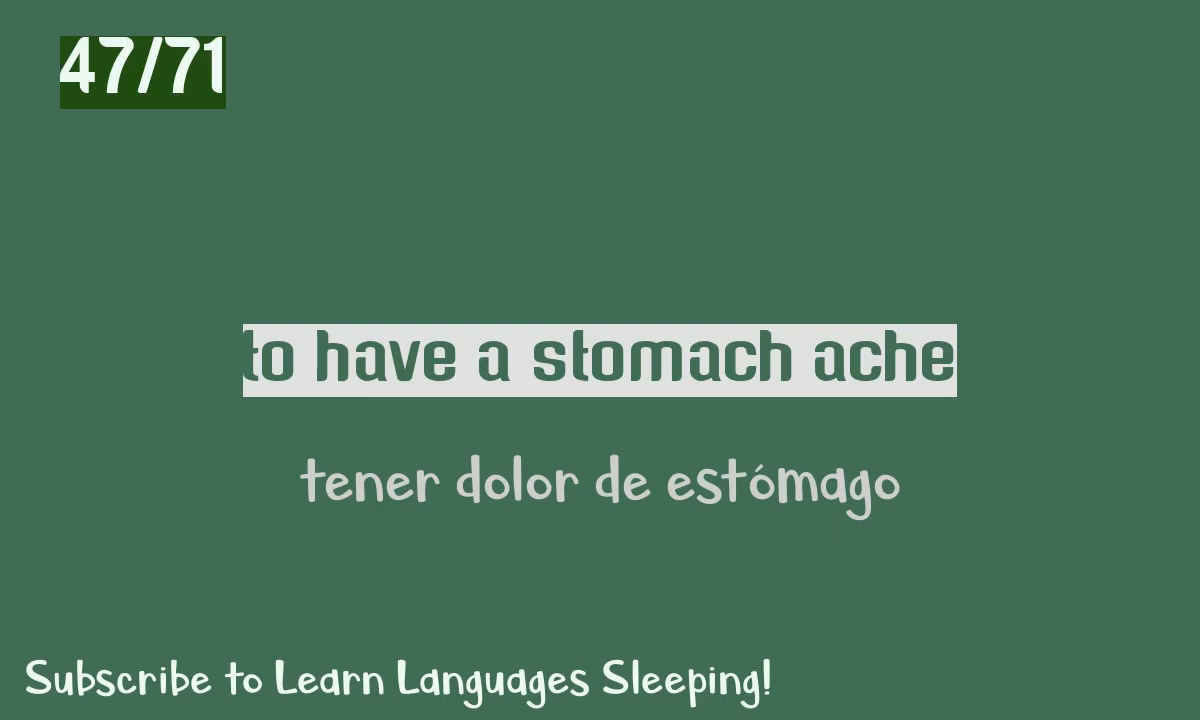 47/71
to have a stomach ache
tener dolor de estómago
Subscribe to Learn Languages Sleeping!